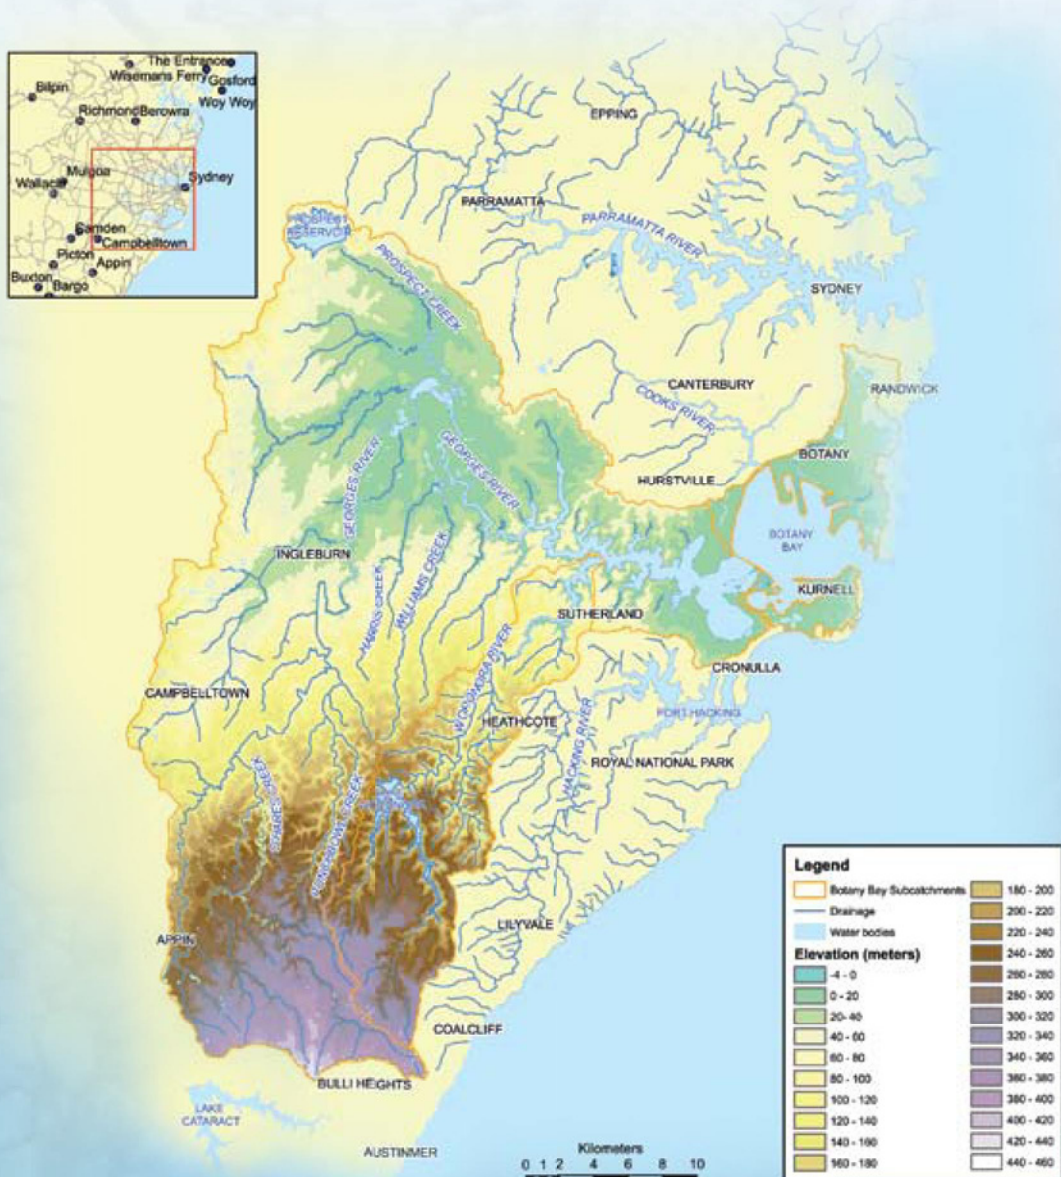 The Entrance
Wisemans Ferry
Gosford
Bilpin
Woy Woy
Richmond
Berowra
Mulgoa
Wallacia
Sydney
Camden
Campbelltown
Picton
Appin
Buxton
Bargo
EPPING
PARRAMATTA
PARRAMATTA RIVER
PROSPECT
RESERVOIR
PROSPECT CREEK
SYDNEY
CANTERBURY
RANDWICK
COOKS RIVER
GEORGES RIVER
GEORGES RIVER
BOTANY
HURSTVILLE
BOTANY
BAY
INGLEBURN
HARRIS CREEK
WILLIAMS CREEK
KURNELL
SUTHERLAND
WORONORA RIVER
CRONULLA
CAMPBELLTOWN
PORT HACKING
HEATHCOTE
HACKING RIVER
ROYAL NATIONAL PARK
O'HARES CREEK
LILYVALE
APPIN
COALCLIFF
BULLI HEIGHTS
LAKE
CATARACT
AUSTINMER
Kilometers
0 1 2 4 6 8 10
Legend
Botany Bay Subcatchments
Drainage
Water bodies
Elevation (meters)
-4 - 0
0 - 20
20- 40
40 - 60
60 - 80
80 - 100
100 - 120
120 - 140
140 - 160
160 - 180
180 - 200
200 - 220
220 - 240
240 - 260
260 - 280
280 - 300
300 - 320
320 - 340
340 - 360
360 - 380
380 - 400
400 - 420
420 - 440
440 - 460